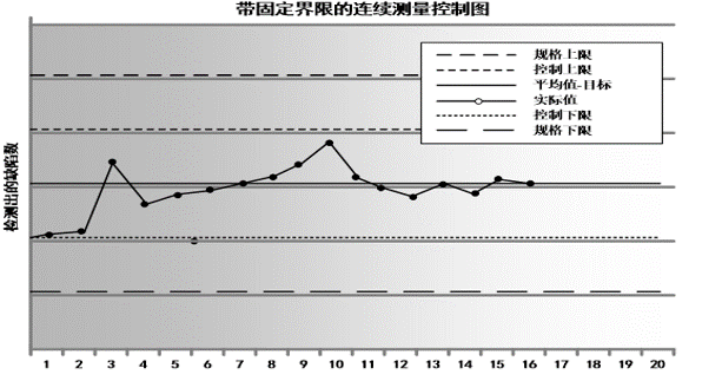 带固定界限的连续测量控制图
规格上限
控制上限
平均值-目标
实际值
控制下限
规格下限
检测出的缺陷数
1 2 3 4 5 6 7 8 9 10 11 12 13 14 15 16 17 18 19 20